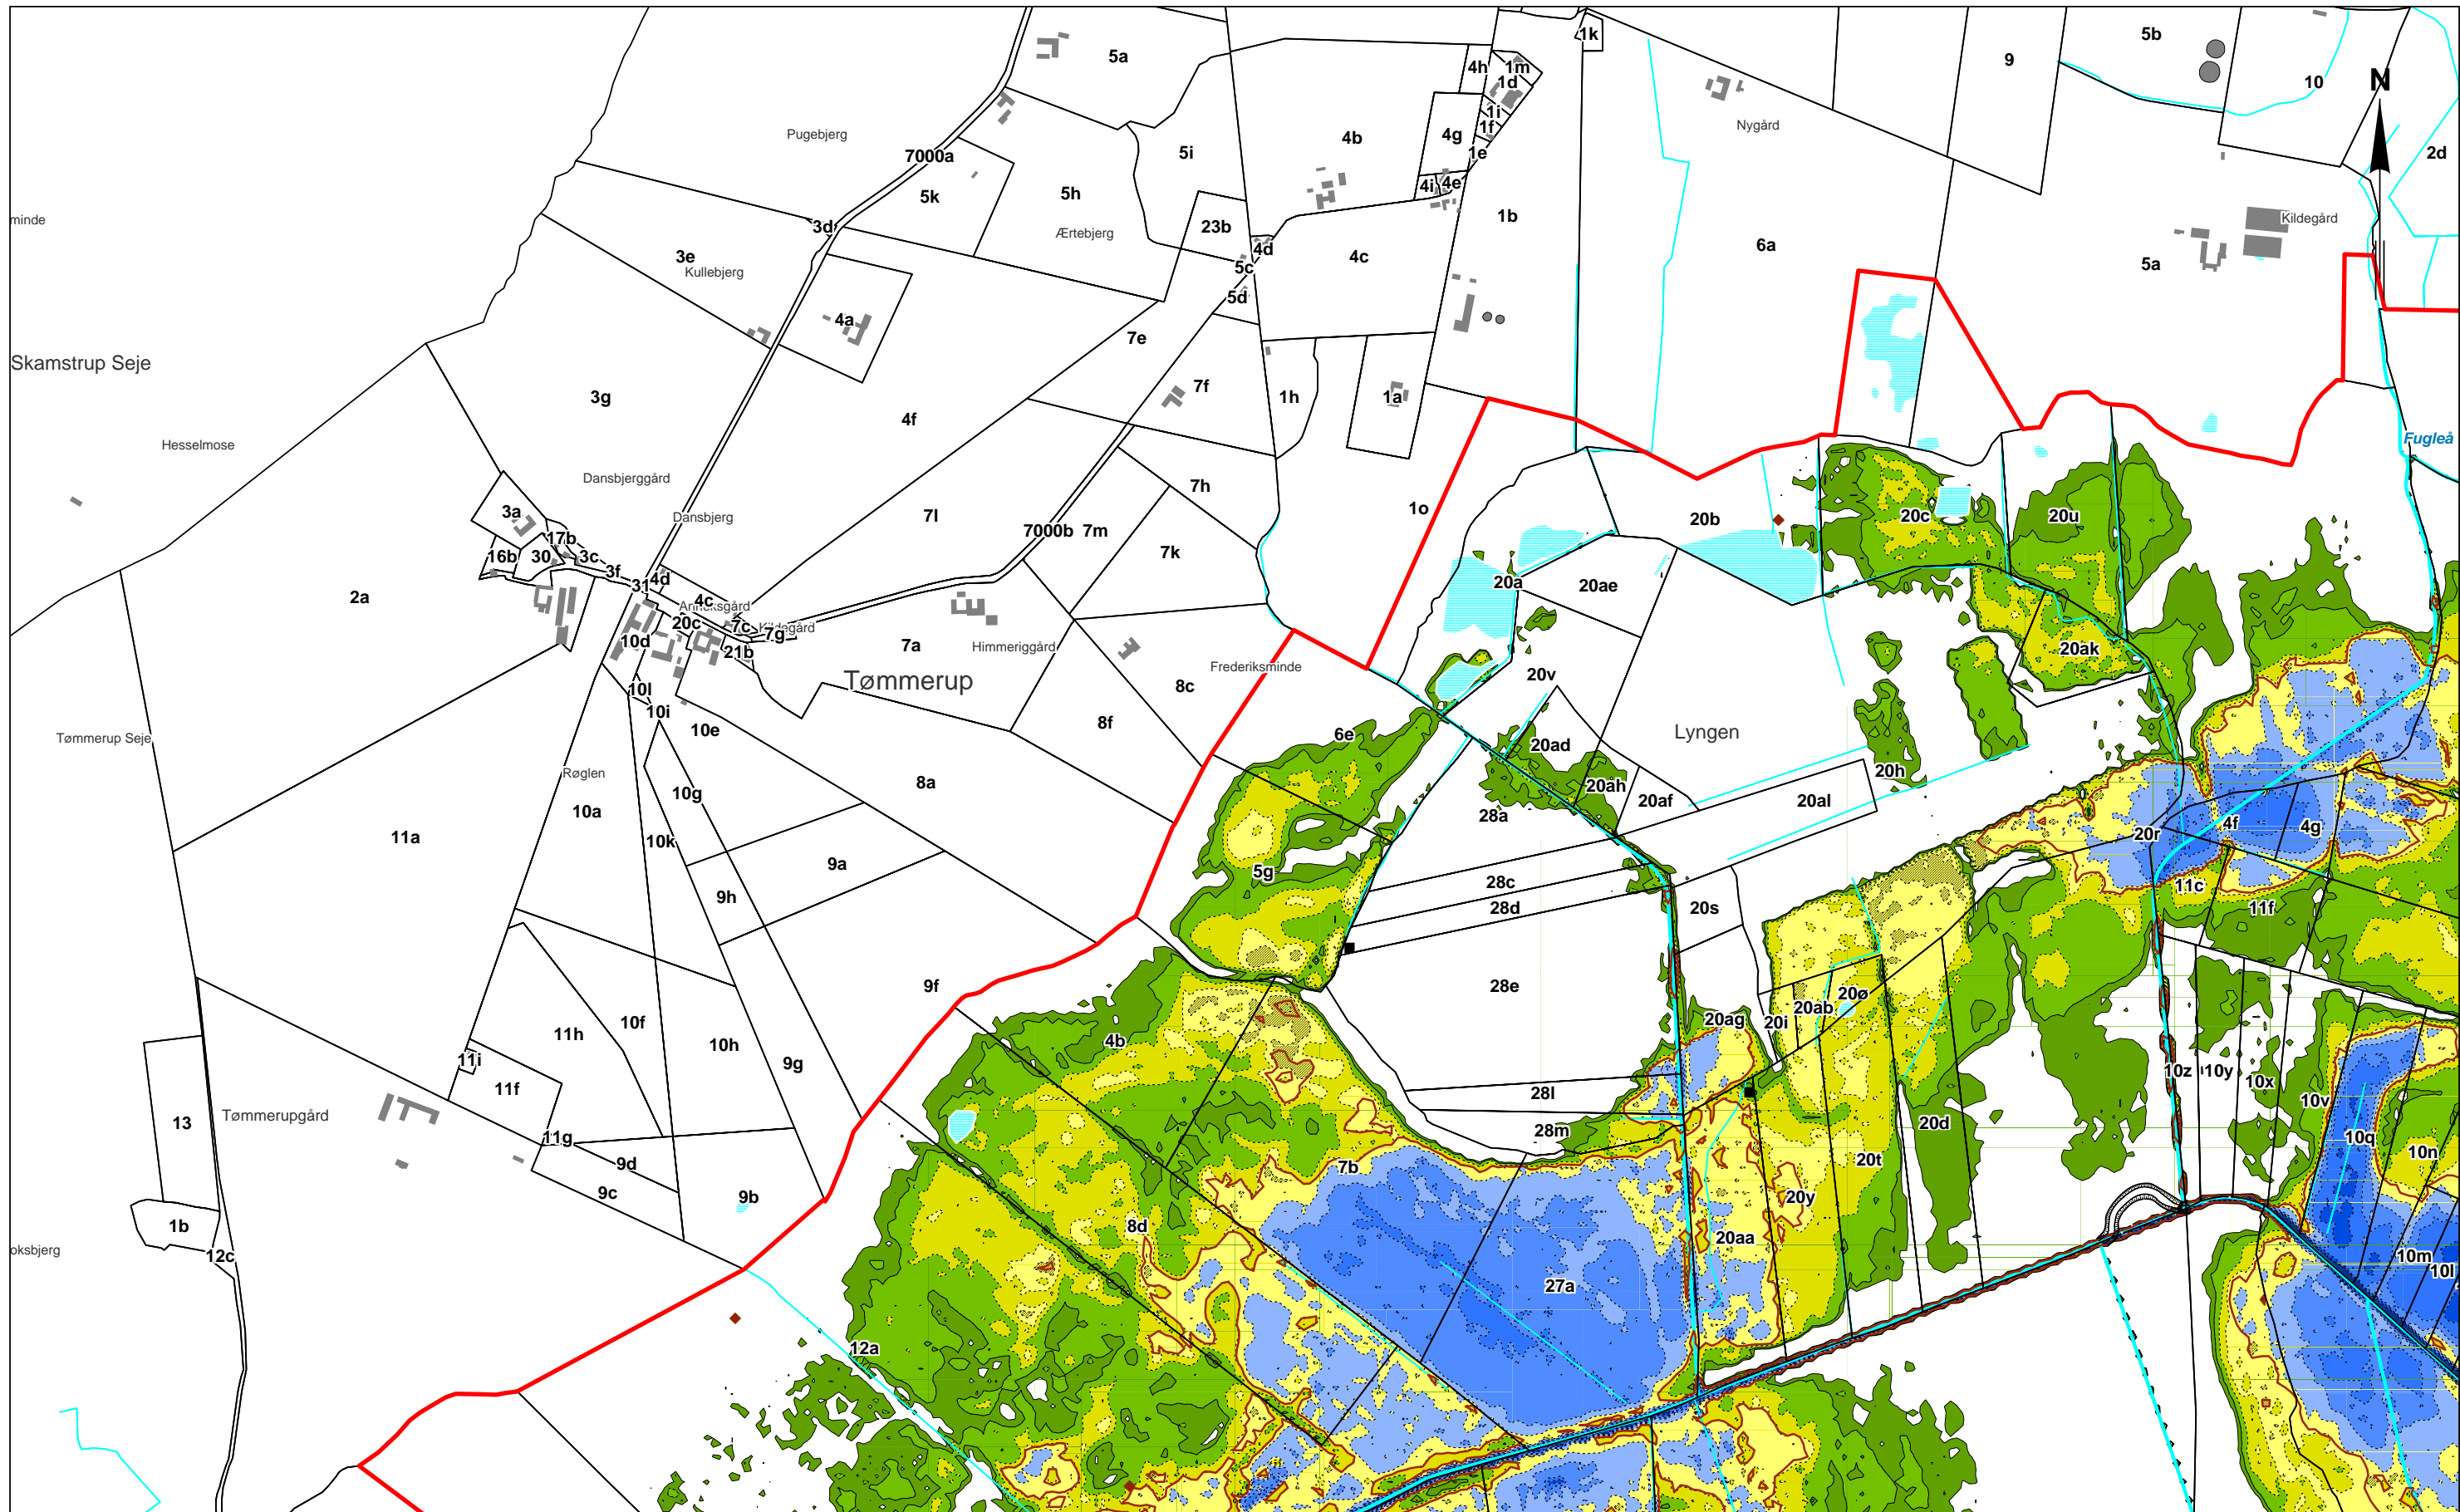 5a
1k
5b
9
10
N
4h
1m
1d
1i
1f
4g
1e
4b
Nygård
Pugebjerg
7000a
5i
2d
4i
4e
5k
5h
23b
1b
6a
Kildegård
minde
3d
Ærtebjerg
4d
5c
4c
5a
3e
Kullebjerg
5d
4a
7e
Skamstrup Seje
3g
4f
7f
1h
1a
Fugleå
Hesselmose
Dansbjerggård
7h
3a
Dansbjerg
7l
7000b
7m
1o
20b
20c
20u
17b
16b
30
3c
3f
31
4d
7k
20a
20ae
2a
4c
Anneksgård
20c
7c
Kildegård
7g
10d
21b
7a
Himmeriggård
20ak
Tømmerup
Frederiksminde
20v
10l
8c
10i
10e
8f
6e
Lyngen
Tømmerup Seje
20ad
Røglen
8a
20h
10g
20ah
20af
20al
10a
28a
11a
10k
20r
4f
4g
9a
5g
28c
11c
9h
28d
20s
11f
9f
28e
20ab
20ø
10f
20ag
20i
11h
10h
4b
11i
9g
10z
10y
10x
11f
28l
10v
13
Tømmerupgård
20d
11g
28m
10q
10n
9d
7b
20t
9c
9b
20y
1b
8d
20aa
oksbjerg
12c
10m
10l
27a
12a